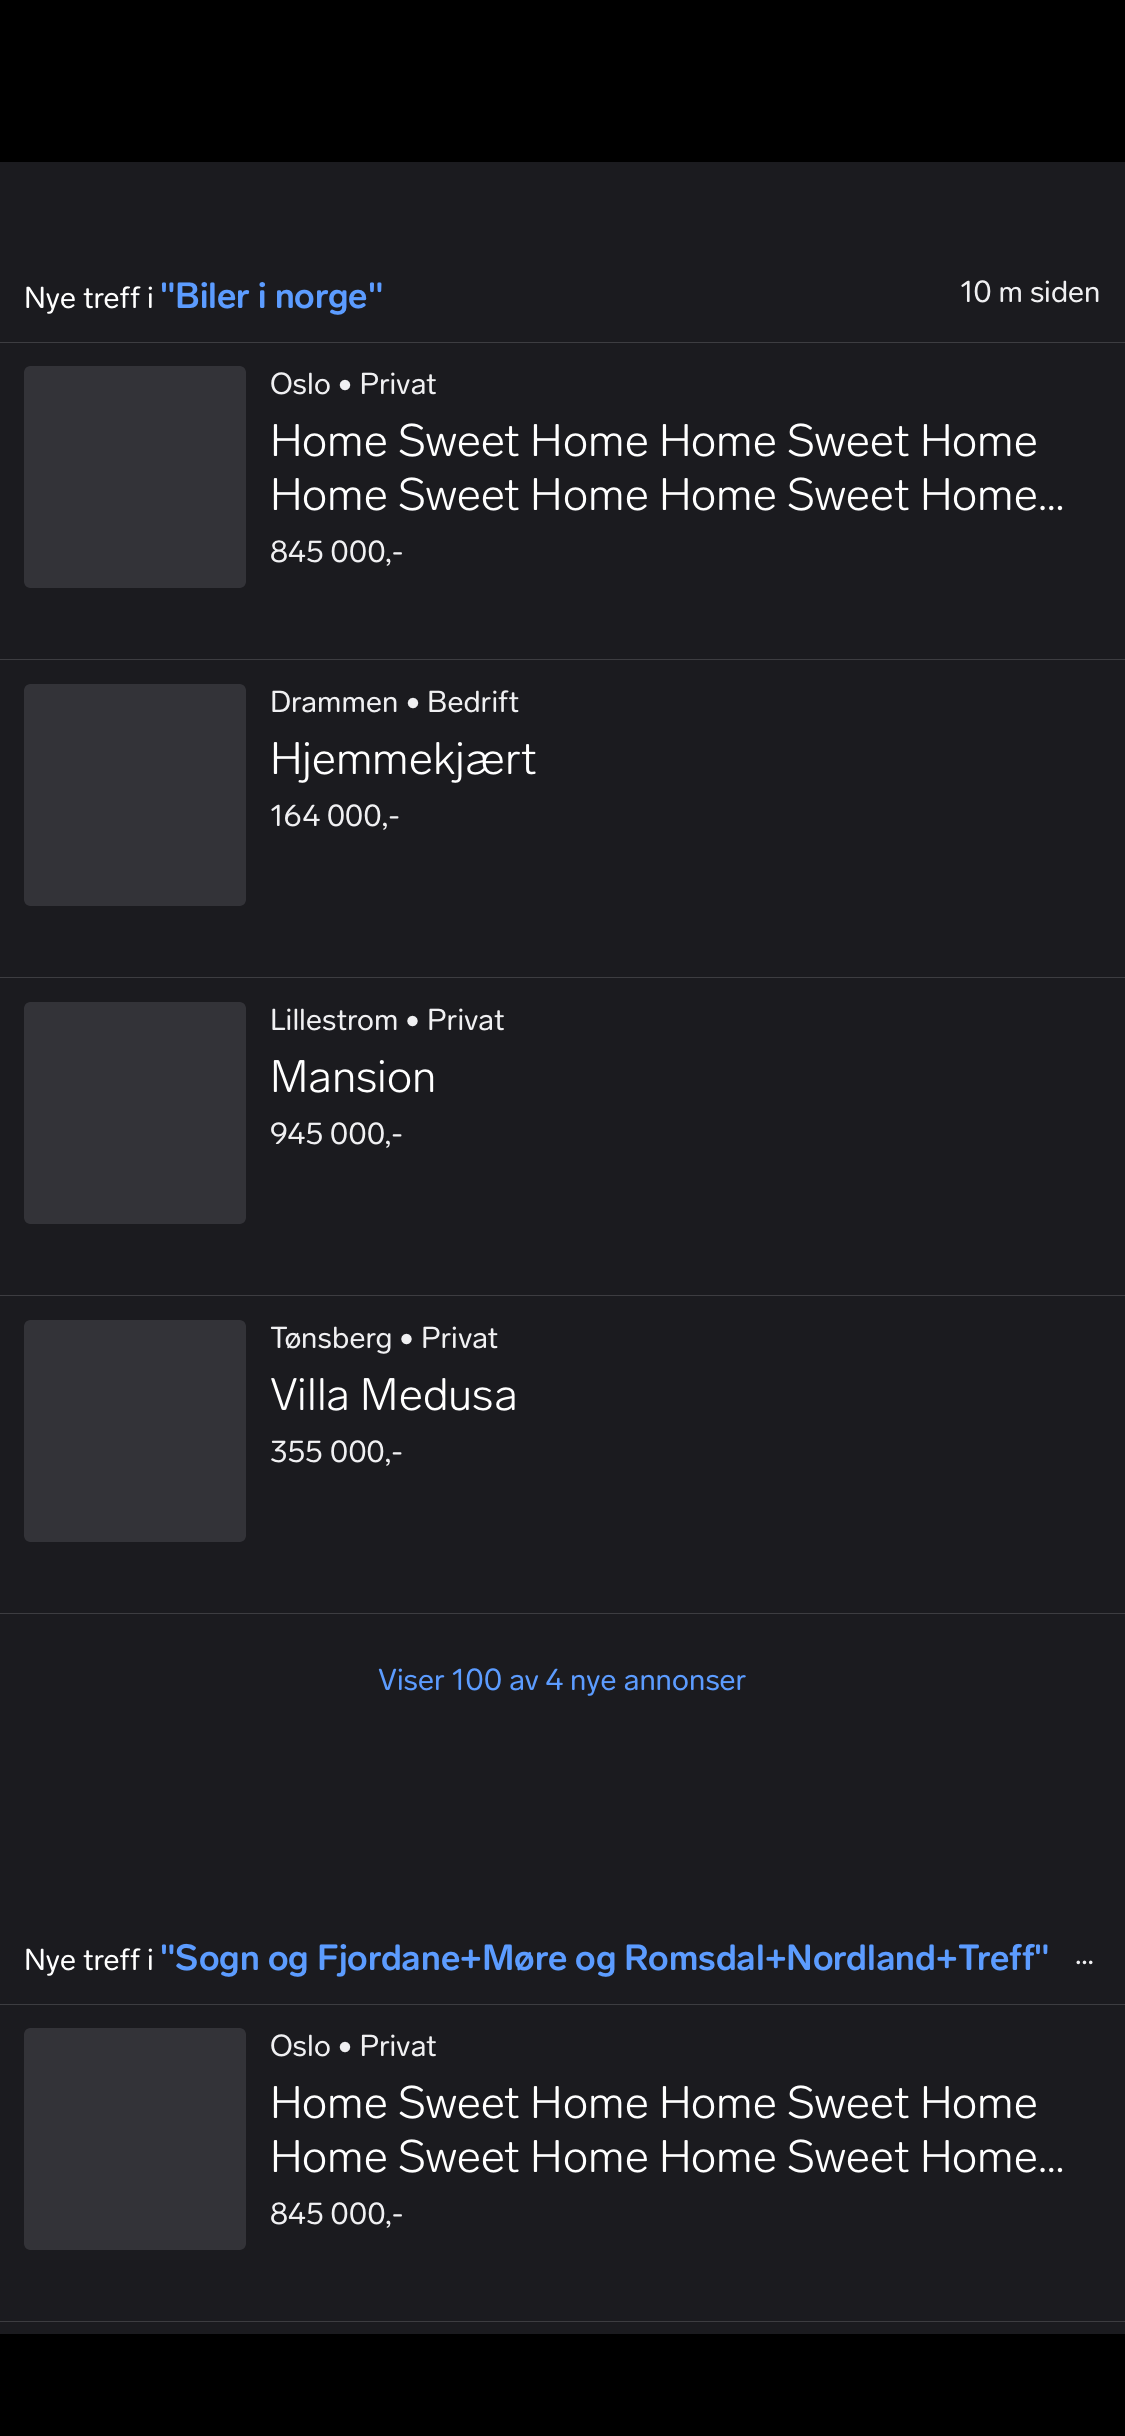 Nye treff i "Biler i norge"
10 m siden
Oslo • Privat
Home Sweet Home Home Sweet Home
Home Sweet Home Home Sweet Home...
845 000,-
Drammen • Bedrift
Hjemmekjært
164 000,-
Lillestrom • Privat
Mansion
945 000,-
Tønsberg • Privat
Villa Medusa
355 000,-
Viser 100 av 4 nye annonser
Nye treff i "Sogn og Fjordane+Møre og Romsdal+Nordland+Treff" ...
Oslo • Privat
Home Sweet Home Home Sweet Home
Home Sweet Home Home Sweet Home...
845 000,-